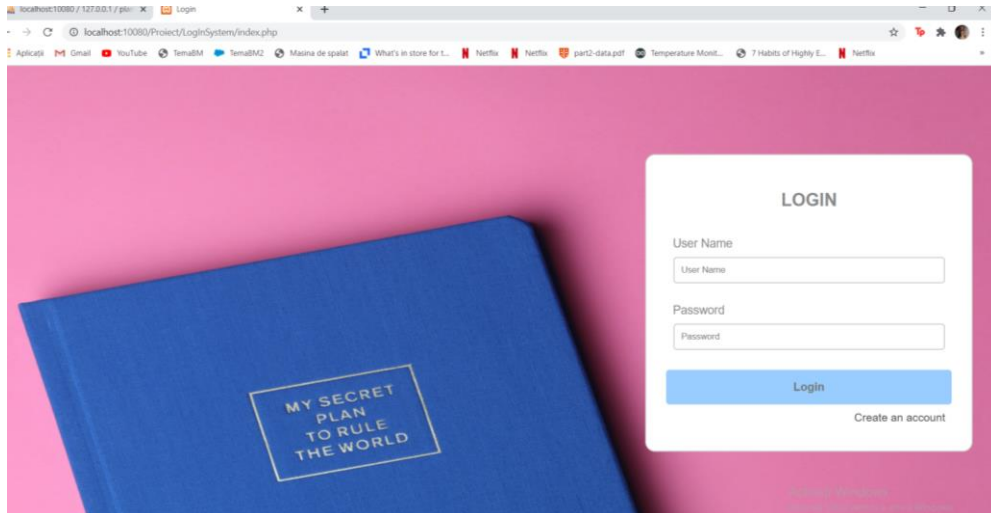 localhost:10080 / 127.0.0.1 / plan
Login
localhost:10080/Proiect/LogInSystem/index.php
Aplicații Gmail YouTube TemaBM TemaBM2 Masina de spalat What's in store for t... Netflix Netflix part2-data.pdf Temperature Monit... 7 Habits of Highly E... Netflix
LOGIN
User Name
User Name
Password
Password
Login
Create an account
MY SECRET
PLAN
TO RULE
THE WORLD